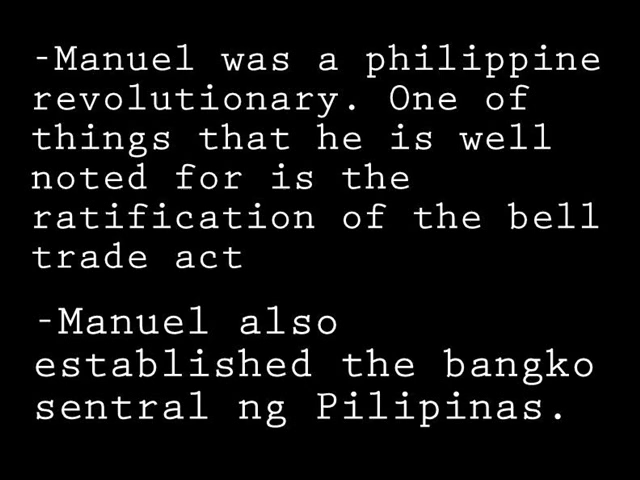 -Manuel was a philippine
revolutionary. One of
things that he is well
noted for is the
ratification of the bell
trade act
-Manuel also
established the bangko
sentral ng Pilipinas.